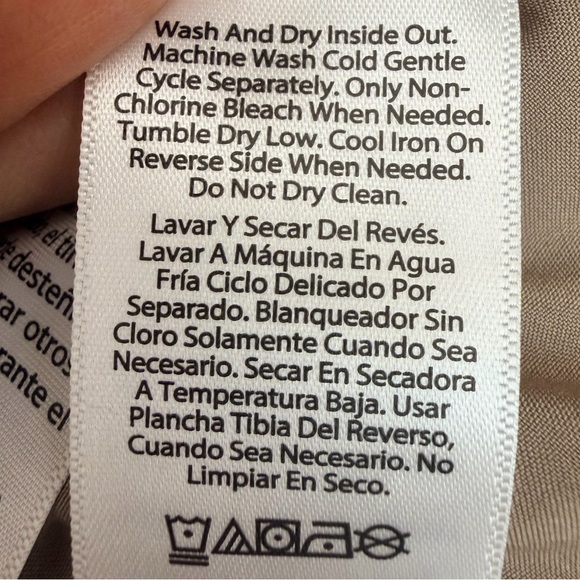 Wash And Dry Inside Out.
Machine Wash Cold Gentle
Cycle Separately. Only Non-
Chlorine Bleach When Needed.
Tumble Dry Low. Cool Iron On
Reverse Side When Needed.
Do Not Dry Clean.
Lavar Y Secar Del Revés.
Lavar A Máquina En Agua
Fría Ciclo Delicado Por
Separado. Blanqueador Sin
Cloro Solamente Cuando Sea
Necesario. Secar En Secadora
A Temperatura Baja. Usar
Plancha TIbia Del Reverso,
Cuando Sea Necesario. No
Limpiar En Seco.
el
otros
el